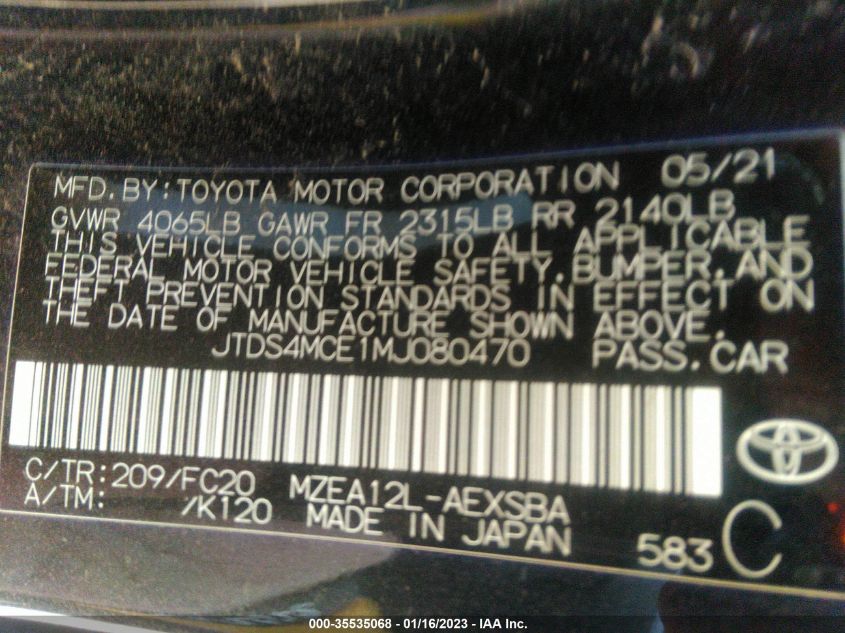 MFD. BY: TOYOTA MOTOR CORPORATION 05/21
GVWR 4065LB GAWR FR 2315LB RR 2140LB
THIS VEHICLE CONFORMS TO ALL APPLICABLE
FEDERAL MOTOR VEHICLE SAFETY, BUMPER, AND
THEFT PREVENTION STANDARDS IN EFFECT ON
THE DATE OF MANUFACTURE SHOWN ABOVE.
JTDS4MCE1MJ080470 PASS. CAR
C/TR: 209/FC20 MZEA12L-AEXSBA
A/TM: /K120 MADE IN JAPAN 583 C
000-35535068 - 01/16/2023 - IAA Inc.